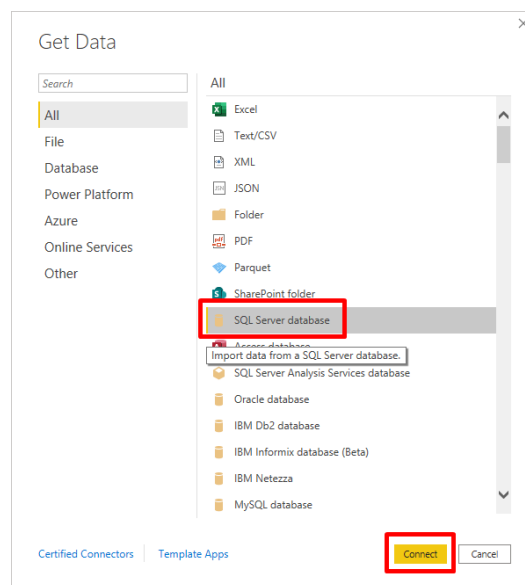 Get Data
Search
All
File
Database
Power Platform
Azure
Online Services
Other
All
Excel
Text/CSV
XML
JSON
Folder
PDF
Parquet
SharePoint folder
SQL Server database
Access database
Import data from a SQL Server database.
SQL Server Analysis Services database
Oracle database
IBM Db2 database
IBM Informix database (Beta)
IBM Netezza
MySQL database
Certified Connectors
Template Apps
Connect
Cancel